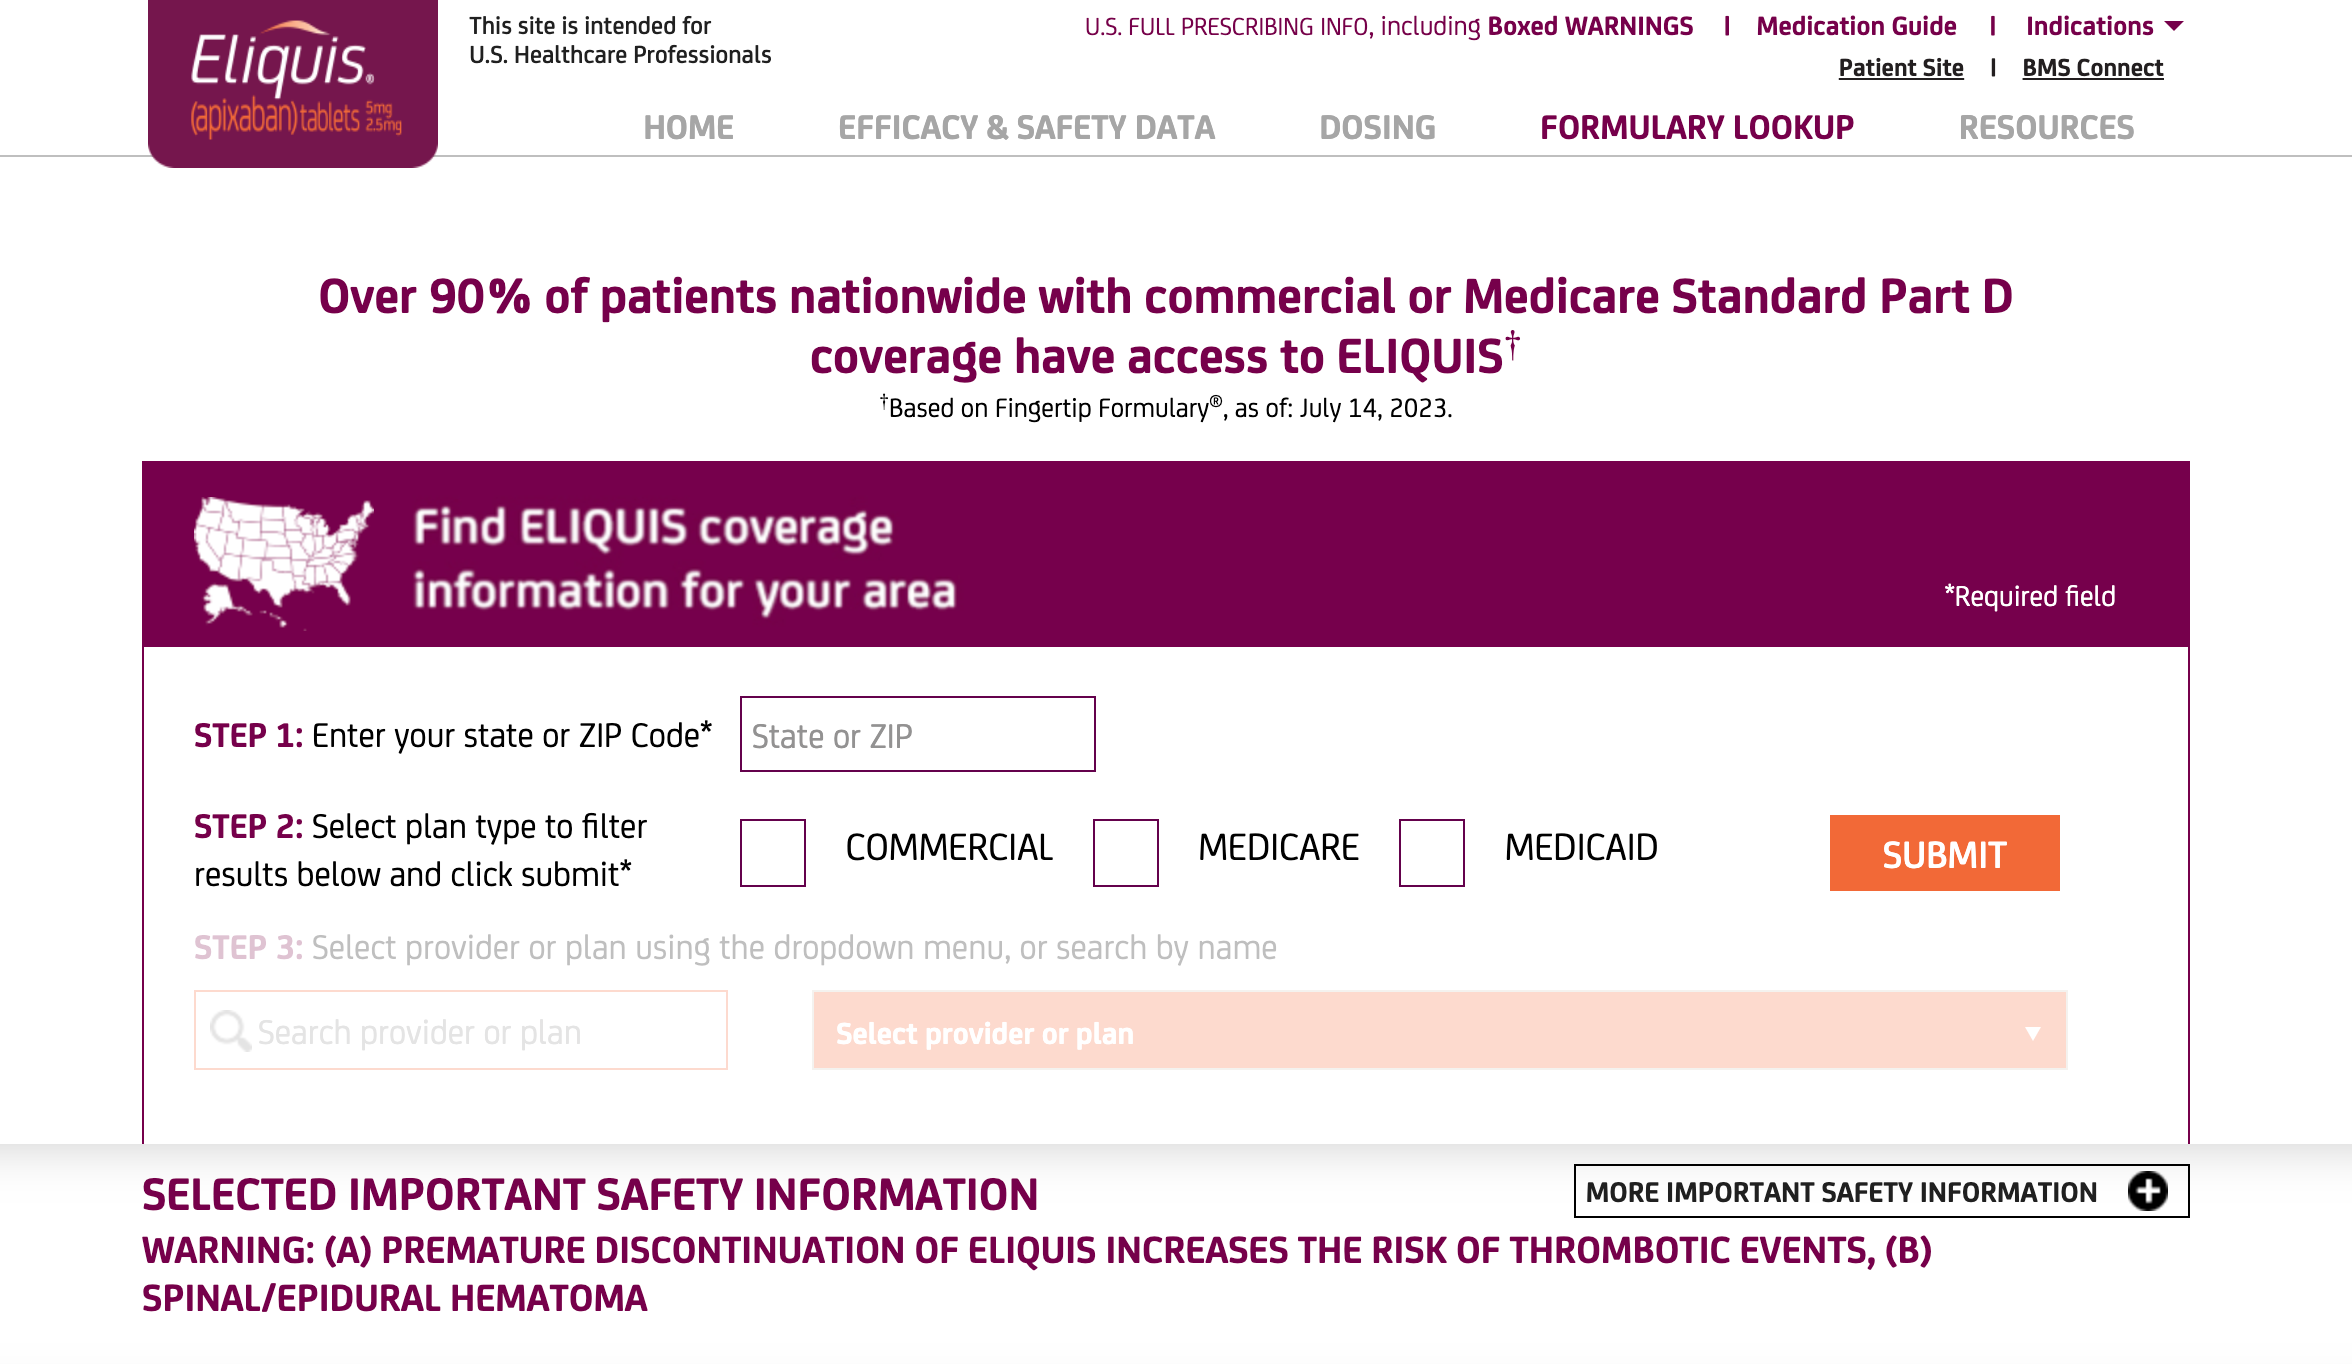 Eliquis®
(apixaban) tablets 5mg 2.5mg
This site is intended for
U.S. Healthcare Professionals
U.S. FULL PRESCRIBING INFO, including Boxed WARNINGS | Medication Guide | Indications
Patient Site | BMS Connect
HOME EFFICACY & SAFETY DATA DOSING FORMULARY LOOKUP RESOURCES
Over 90% of patients nationwide with commercial or Medicare Standard Part D
coverage have access to ELIQUIS†
†Based on Fingertip Formulary®, as of: July 14, 2023.
Find ELIQUIS coverage
information for your area
*Required field
STEP 1: Enter your state or ZIP Code* State or ZIP
STEP 2: Select plan type to filter
results below and click submit*
COMMERCIAL MEDICARE MEDICAID SUBMIT
STEP 3: Select provider or plan using the dropdown menu, or search by name
Search provider or plan Select provider or plan
SELECTED IMPORTANT SAFETY INFORMATION
MORE IMPORTANT SAFETY INFORMATION
WARNING: (A) PREMATURE DISCONTINUATION OF ELIQUIS INCREASES THE RISK OF THROMBOTIC EVENTS, (B)
SPINAL/EPIDURAL HEMATOMA